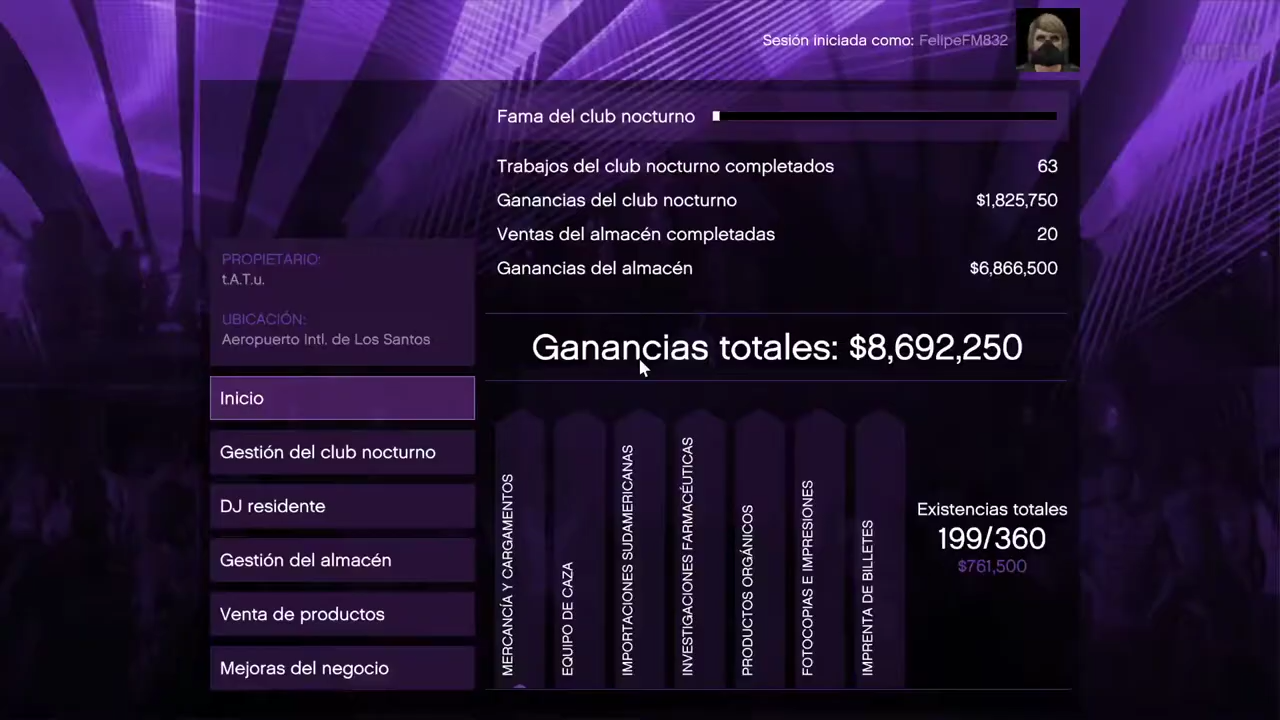 Sesión iniciada como: FelipeFM832
Fama del club nocturno
Trabajos del club nocturno completados 63
Ganancias del club nocturno $1,825,750
Ventas del almacén completadas 20
Ganancias del almacén $6,866,500
PROPIETARIO:
t.A.T.u.
UBICACIÓN:
Aeropuerto Intl. de Los Santos
Ganancias totales: $8,692,250
Inicio
Gestión del club nocturno
DJ residente
Gestión del almacén
Venta de productos
Mejoras del negocio
MERCANCÍA Y CARGAMENTOS
EQUIPO DE CAZA
IMPORTACIONES SUDAMERICANAS
INVESTIGACIONES FARMACÉUTICAS
PRODUCTOS ORGÁNICOS
FOTOCOPIAS E IMPRESIONES
IMPRENTA DE BILLETES
Existencias totales
199/360
$761,500